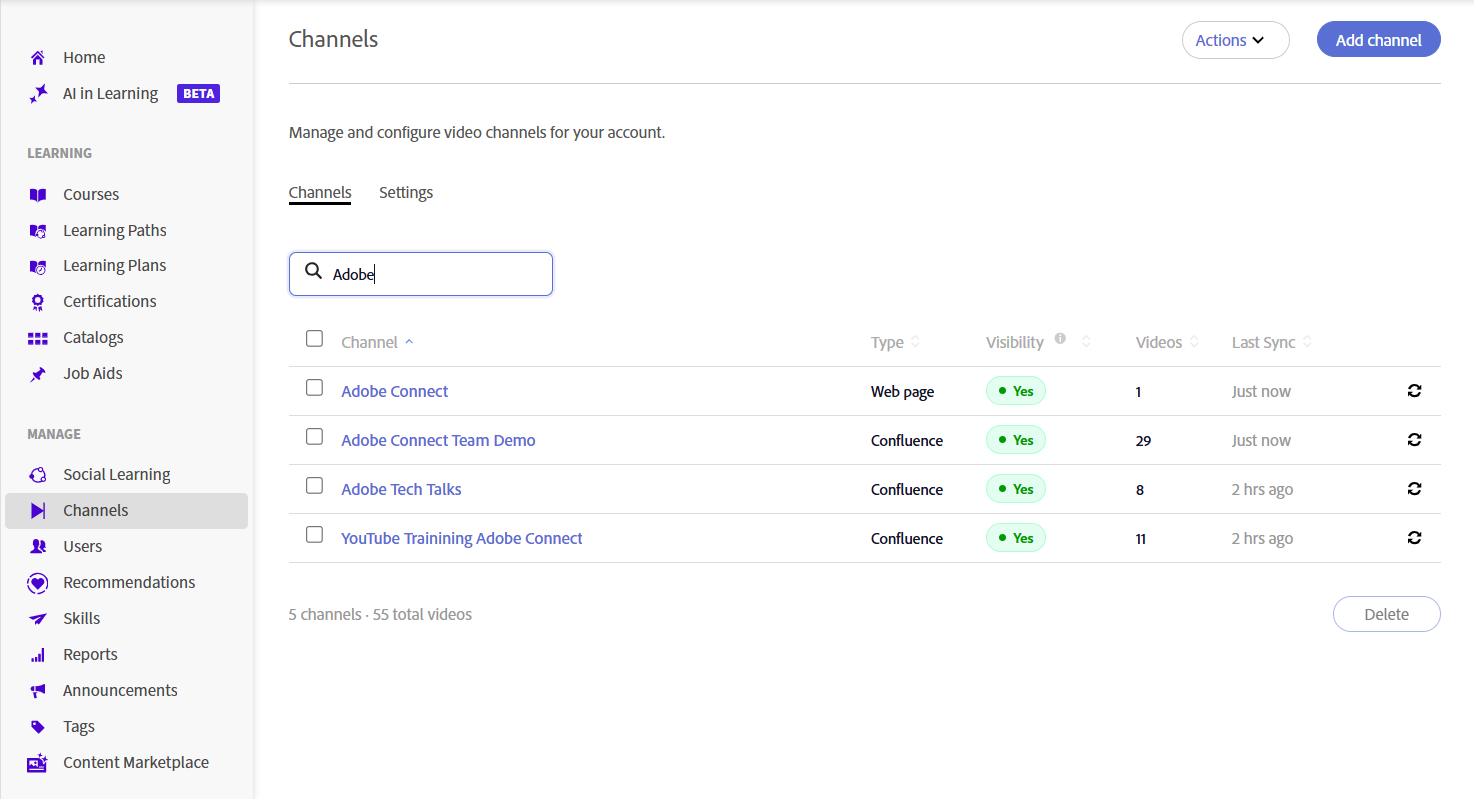 Home
AI in Learning BETA
LEARNING
Courses
Learning Paths
Learning Plans
Certifications
Catalogs
Job Aids
MANAGE
Social Learning
Channels
Users
Recommendations
Skills
Reports
Announcements
Tags
Content Marketplace
Channels
Actions
Add channel
Manage and configure video channels for your account.
Channels Settings
Adobe
Channel Type Visibility Videos Last Sync
Adobe Connect Web page Yes 1 Just now
Adobe Connect Team Demo Confluence Yes 29 Just now
Adobe Tech Talks Confluence Yes 8 2 hrs ago
YouTube Trainining Adobe Connect Confluence Yes 11 2 hrs ago
5 channels · 55 total videos
Delete